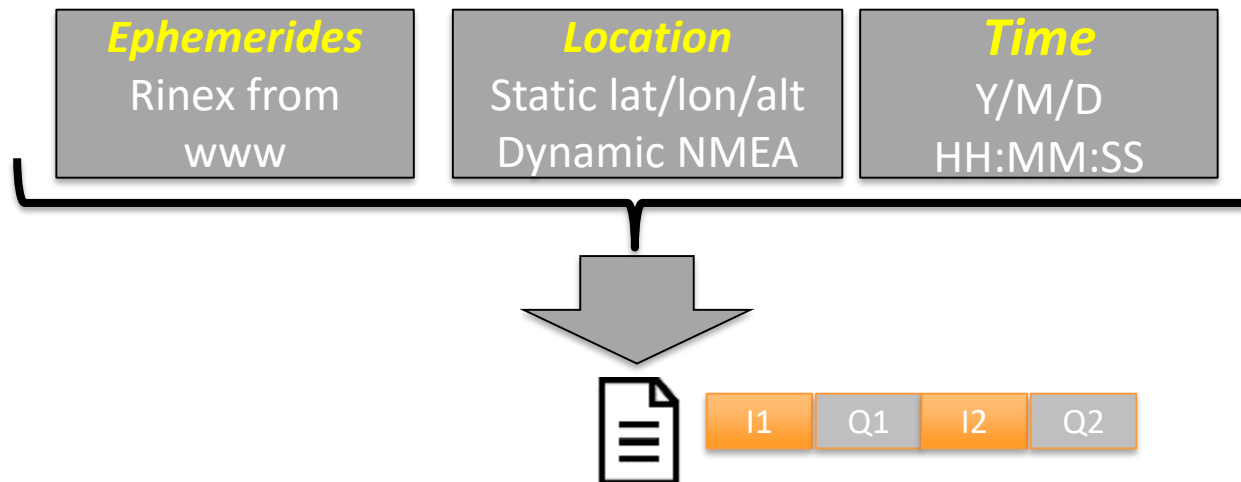 Ephemerides
Rinex from
www
Location
Static lat/lon/alt
Dynamic NMEA
Time
Y/M/D
HH:MM:SS
I1 Q1 I2 Q2